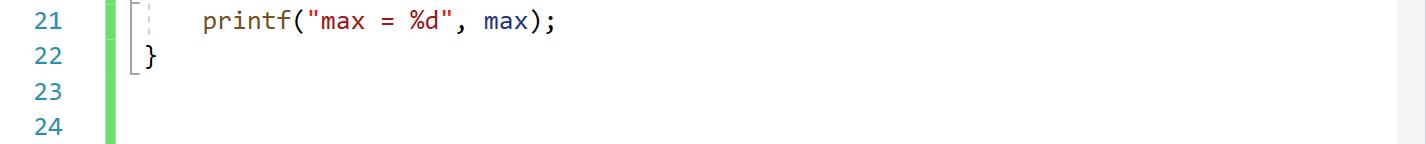 21 printf("max = %d", max);
22 }
23
24